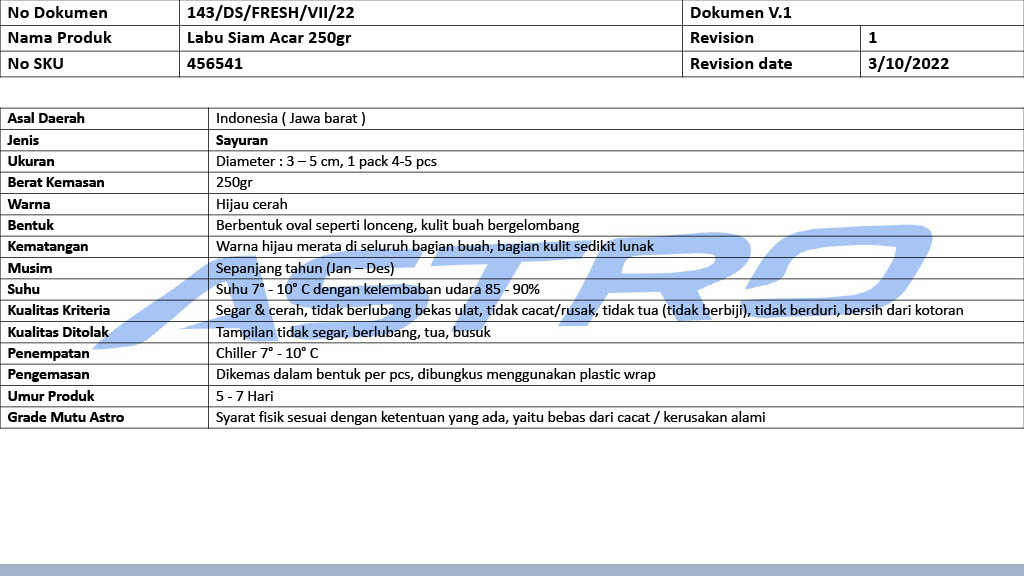 No Dokumen 143/DS/FRESH/VII/22 Dokumen V.1
Nama Produk Labu Siam Acar 250gr Revision 1
No SKU 456541 Revision date 3/10/2022
Asal Daerah Indonesia ( Jawa barat )
Jenis Sayuran
Ukuran Diameter : 3 – 5 cm, 1 pack 4-5 pcs
Berat Kemasan 250gr
Warna Hijau cerah
Bentuk Berbentuk oval seperti lonceng, kulit buah bergelombang
Kematangan Warna hijau merata di seluruh bagian buah, bagian kulit sedikit lunak
Musim Sepanjang tahun (Jan – Des)
Suhu Suhu 7° - 10° C dengan kelembaban udara 85 - 90%
Kualitas Kriteria Segar & cerah, tidak berlubang bekas ulat, tidak cacat/rusak, tidak tua (tidak berbiji), tidak berduri, bersih dari kotoran
Kualitas Ditolak Tampilan tidak segar, berlubang, tua, busuk
Penempatan Chiller 7° - 10° C
Pengemasan Dikemas dalam bentuk per pcs, dibungkus menggunakan plastic wrap
Umur Produk 5 - 7 Hari
Grade Mutu Astro Syarat fisik sesuai dengan ketentuan yang ada, yaitu bebas dari cacat / kerusakan alami
ASTRO